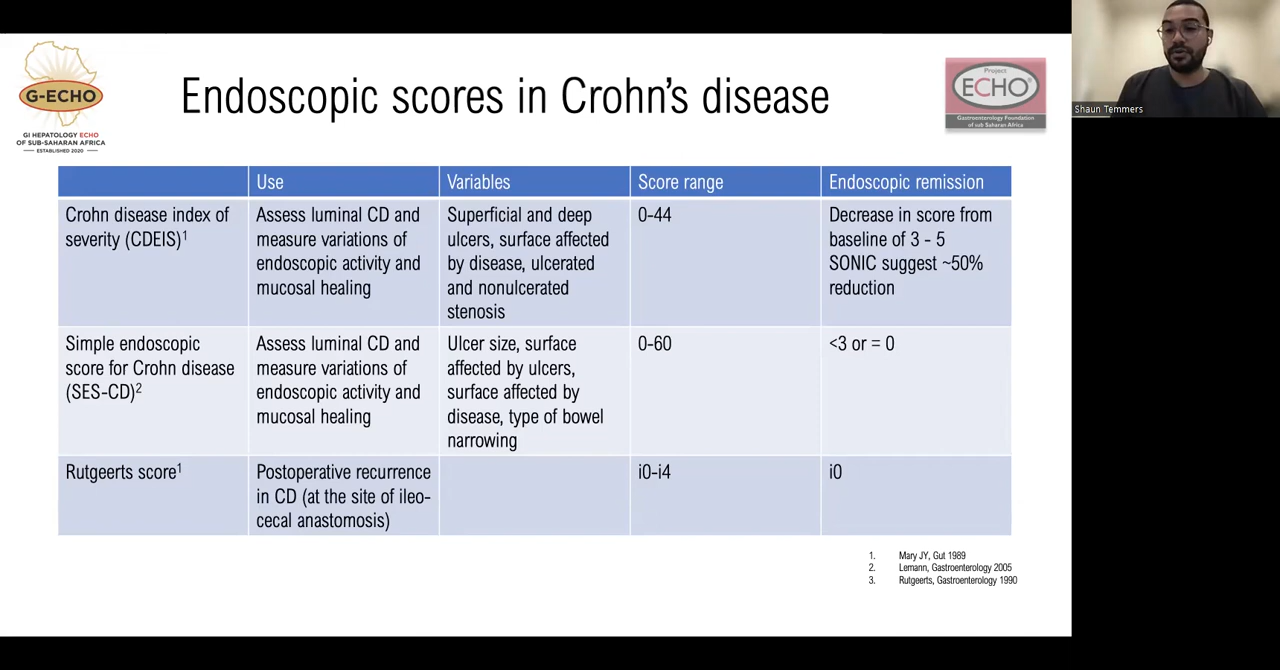 G-ECHO
GI HEPATOLOGY ECHO
OF SUB-SAHARAN AFRICA
ESTABLISHED 2020
Endoscopic scores in Crohn's disease
Project
ECHO®
Gastroenterology Foundation
of sub Saharan Africa
Shaun Temmers
Use
Variables
Score range
Endoscopic remission
Crohn disease index of
severity (CDEIS)1
Assess luminal CD and
measure variations of
endoscopic activity and
mucosal healing
Superficial and deep
ulcers, surface affected
by disease, ulcerated
and nonulcerated
stenosis
0-44
Decrease in score from
baseline of 3 - 5
SONIC suggest ~50%
reduction
Simple endoscopic
score for Crohn disease
(SES-CD)2
Assess luminal CD and
measure variations of
endoscopic activity and
mucosal healing
Ulcer size, surface
affected by ulcers,
surface affected by
disease, type of bowel
narrowing
0-60
<3 or = 0
Rutgeerts score1
Postoperative recurrence
in CD (at the site of ileo-
cecal anastomosis)
i0-i4
i0
1. Mary JY, Gut 1989
2. Lemann, Gastroenterology 2005
3. Rutgeerts, Gastroenterology 1990